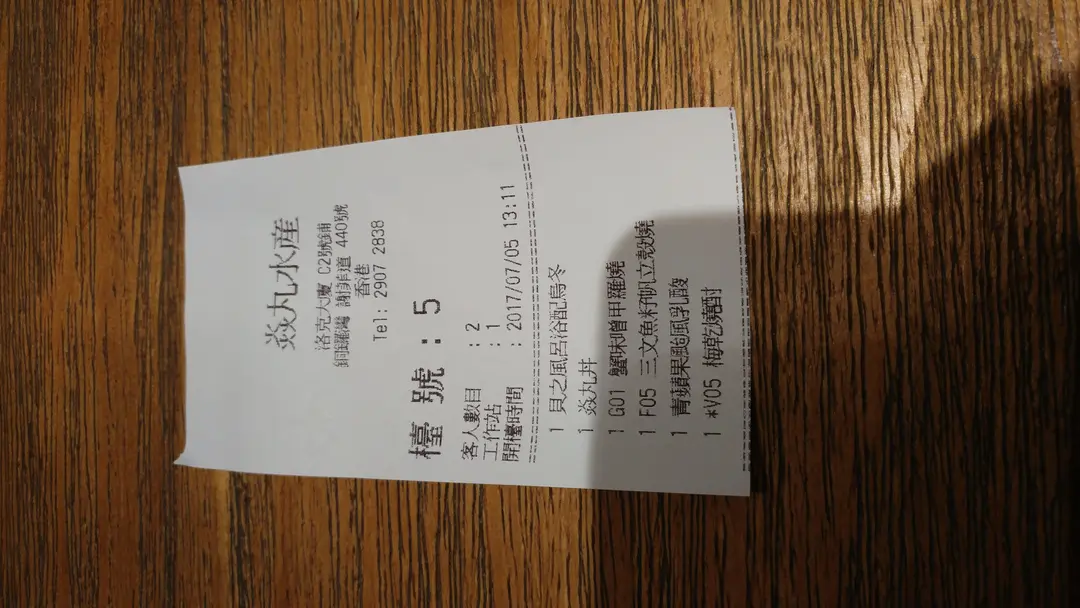 焱丸水産
洛克大廈 C2號舖
銅鑼灣 謝斐道 440號
香港
Tel: 2907 2838
檯 號 : 5
客人數目 : 2
工作站 : 1
開檯時間 : 2017/07/05 13:11
1 貝之風呂浴配烏冬
1 焱丸丼
1 G01 蟹味噌甲羅燒
1 F05 三文魚籽帆立殼燒
1 青蘋果颱風乳酸
1 *V05 梅乾燒酎